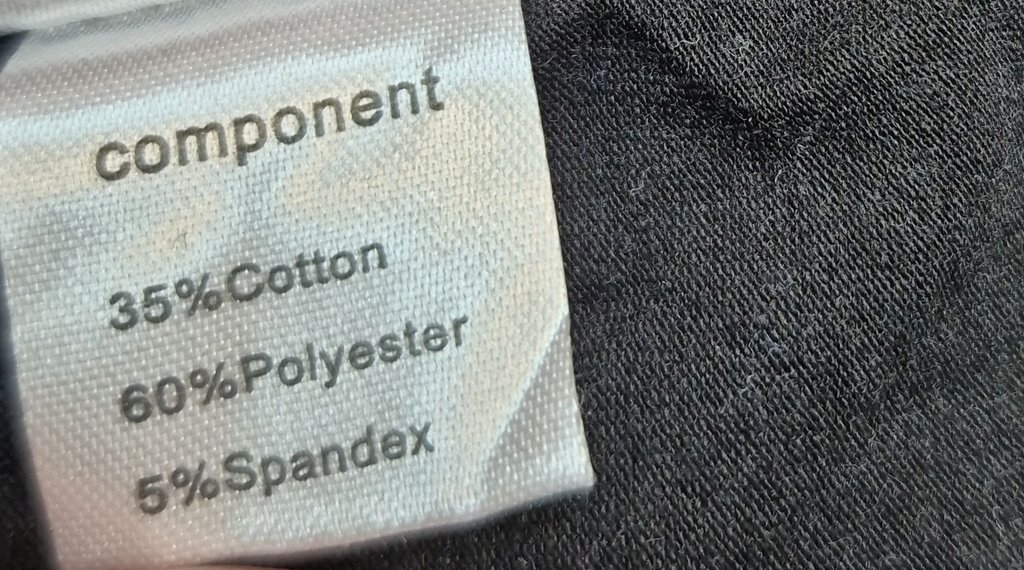 component
35%Cotton
60%Polyester
5%Spandex